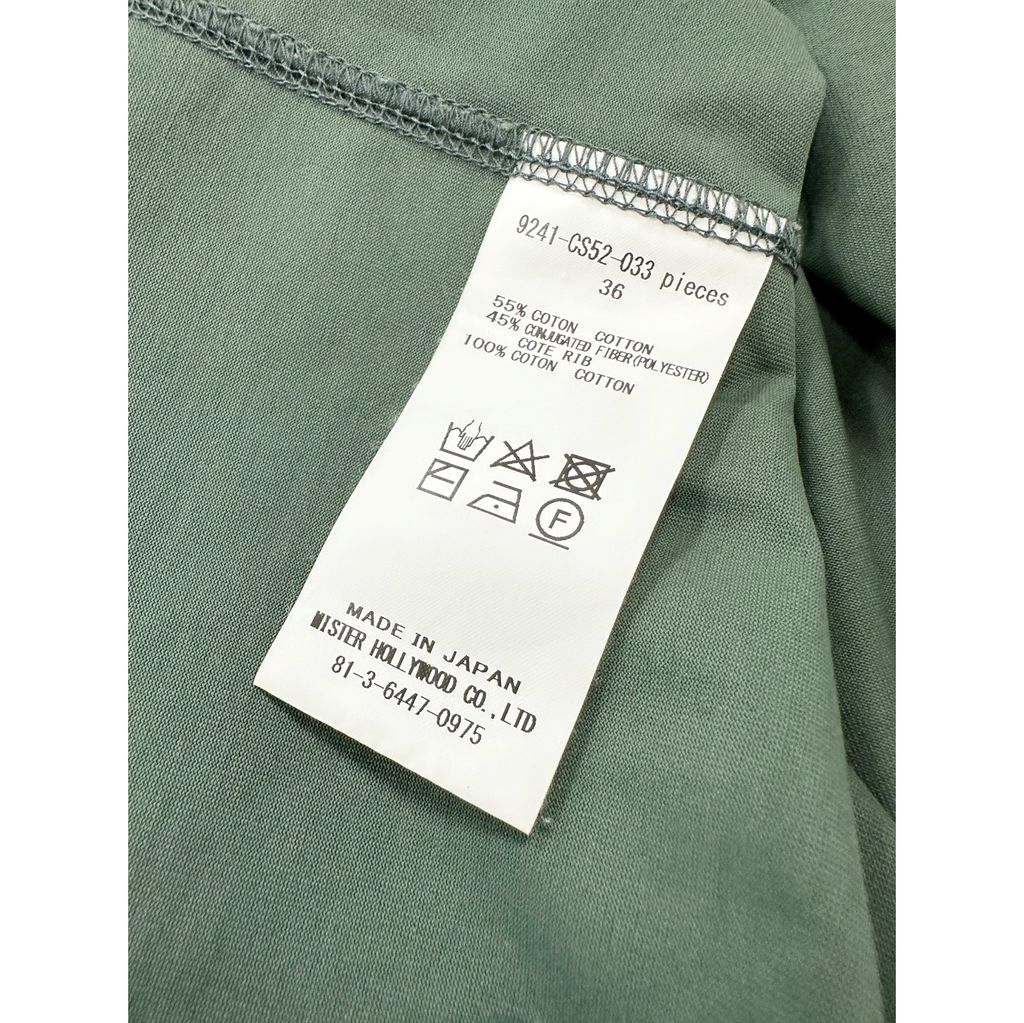 9241-CS52-033 pieces
36
55% COTON COTTON
45% CONJUGATED FIBER(POLYESTER)
COTE RIB
100% COTON COTTON
F
MADE IN JAPAN
MISTER HOLLYWOOD CO.,LTD
81-3-6447-0975